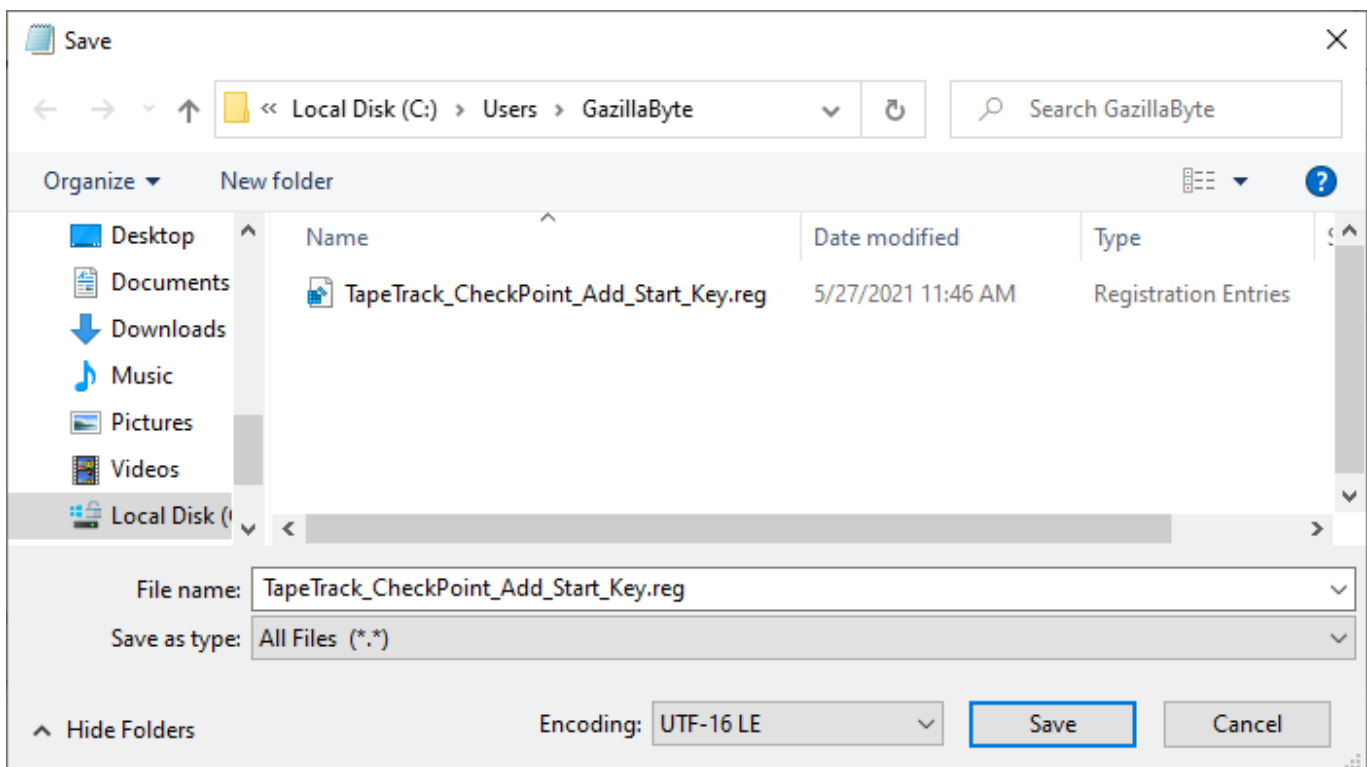 Save
« Local Disk (C:) > Users > GazillaByte
Search GazillaByte
Organize
New folder
Name
Date modified
Type
TapeTrack_CheckPoint_Add_Start_Key.reg
5/27/2021 11:46 AM
Registration Entries
Desktop
Documents
Downloads
Music
Pictures
Videos
Local Disk (
File name: TapeTrack_CheckPoint_Add_Start_Key.reg
Save as type: All Files (*.*)
Hide Folders
Encoding: UTF-16 LE
Save
Cancel